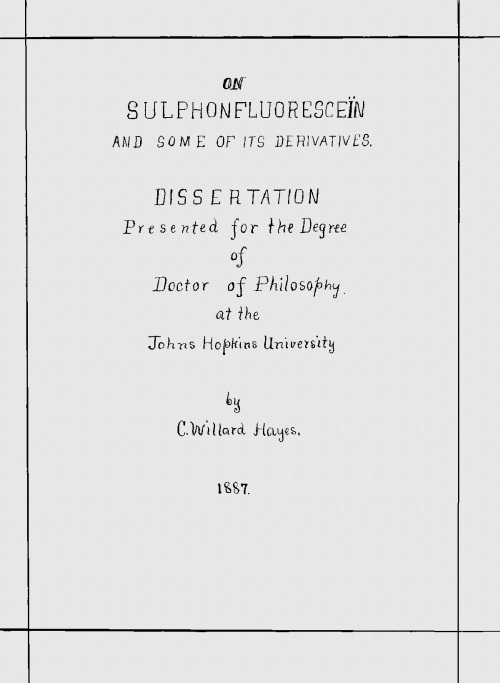 ON
SULPHONFLUORESCEÏN
AND SOME OF ITS DERIVATIVES.
DISSERTATION
Presented for the Degree
of
Doctor of Philosophy.
at the
Johns Hopkins University
by
C. Willard Hayes.
1887.